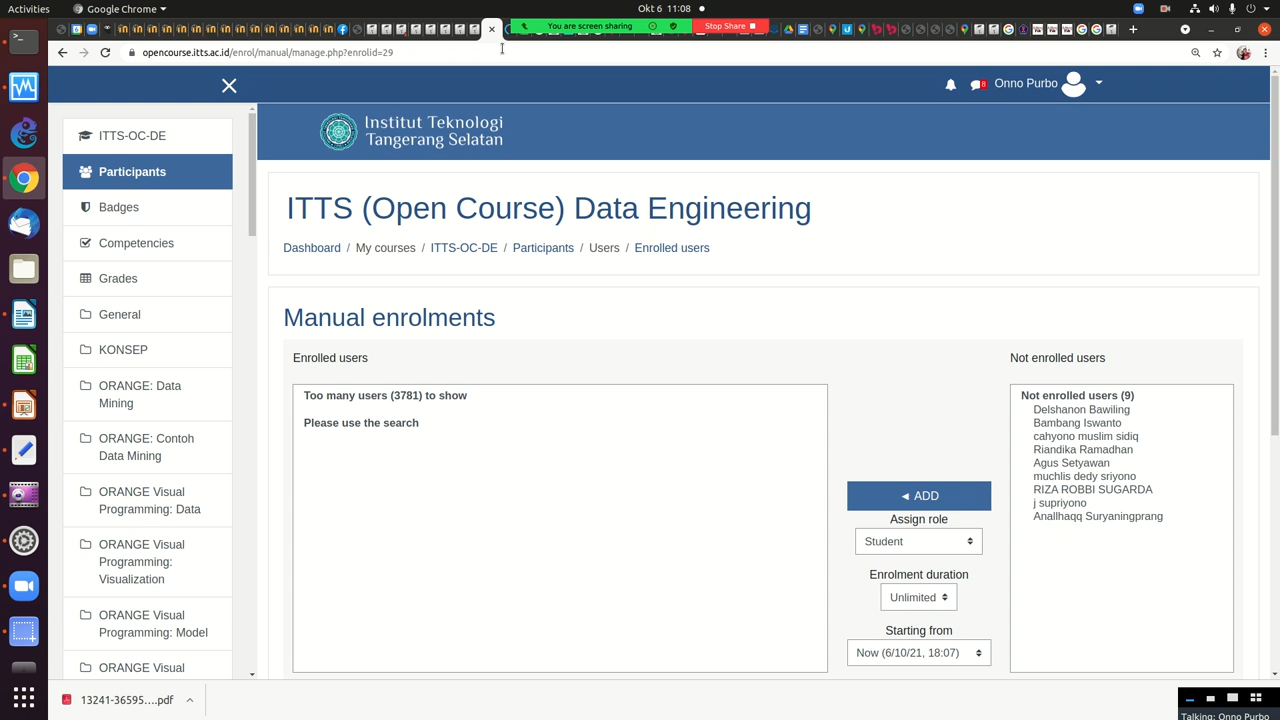 Activities
Google Chrome
Okt 6 11:08
You are screen sharing
Stop Share
opencourse.itts.ac.id/enrol/manual/manage.php?enrolid=29
8
Onno Purbo
Institut Teknologi
Tangerang Selatan
ITTS-OC-DE
Participants
Badges
Competencies
Grades
General
KONSEP
ORANGE: Data
Mining
ORANGE: Contoh
Data Mining
ORANGE Visual
Programming: Data
ORANGE Visual
Programming:
Visualization
ORANGE Visual
Programming: Model
ORANGE Visual
ITTS (Open Course) Data Engineering
Dashboard / My courses / ITTS-OC-DE / Participants / Users / Enrolled users
Manual enrolments
Enrolled users
Too many users (3781) to show
Please use the search
◄ ADD
Assign role
Student
Enrolment duration
Unlimited
Starting from
Now (6/10/21, 18:07)
Not enrolled users
Not enrolled users (9)
Delshanon Bawiling
Bambang Iswanto
cahyono muslim sidiq
Riandika Ramadhan
Agus Setyawan
muchlis dedy sriyono
RIZA ROBBI SUGARDA
j supriyono
Anallhaqq Suryaningprang
13241-36595....pdf
Talking: Onno Purbo